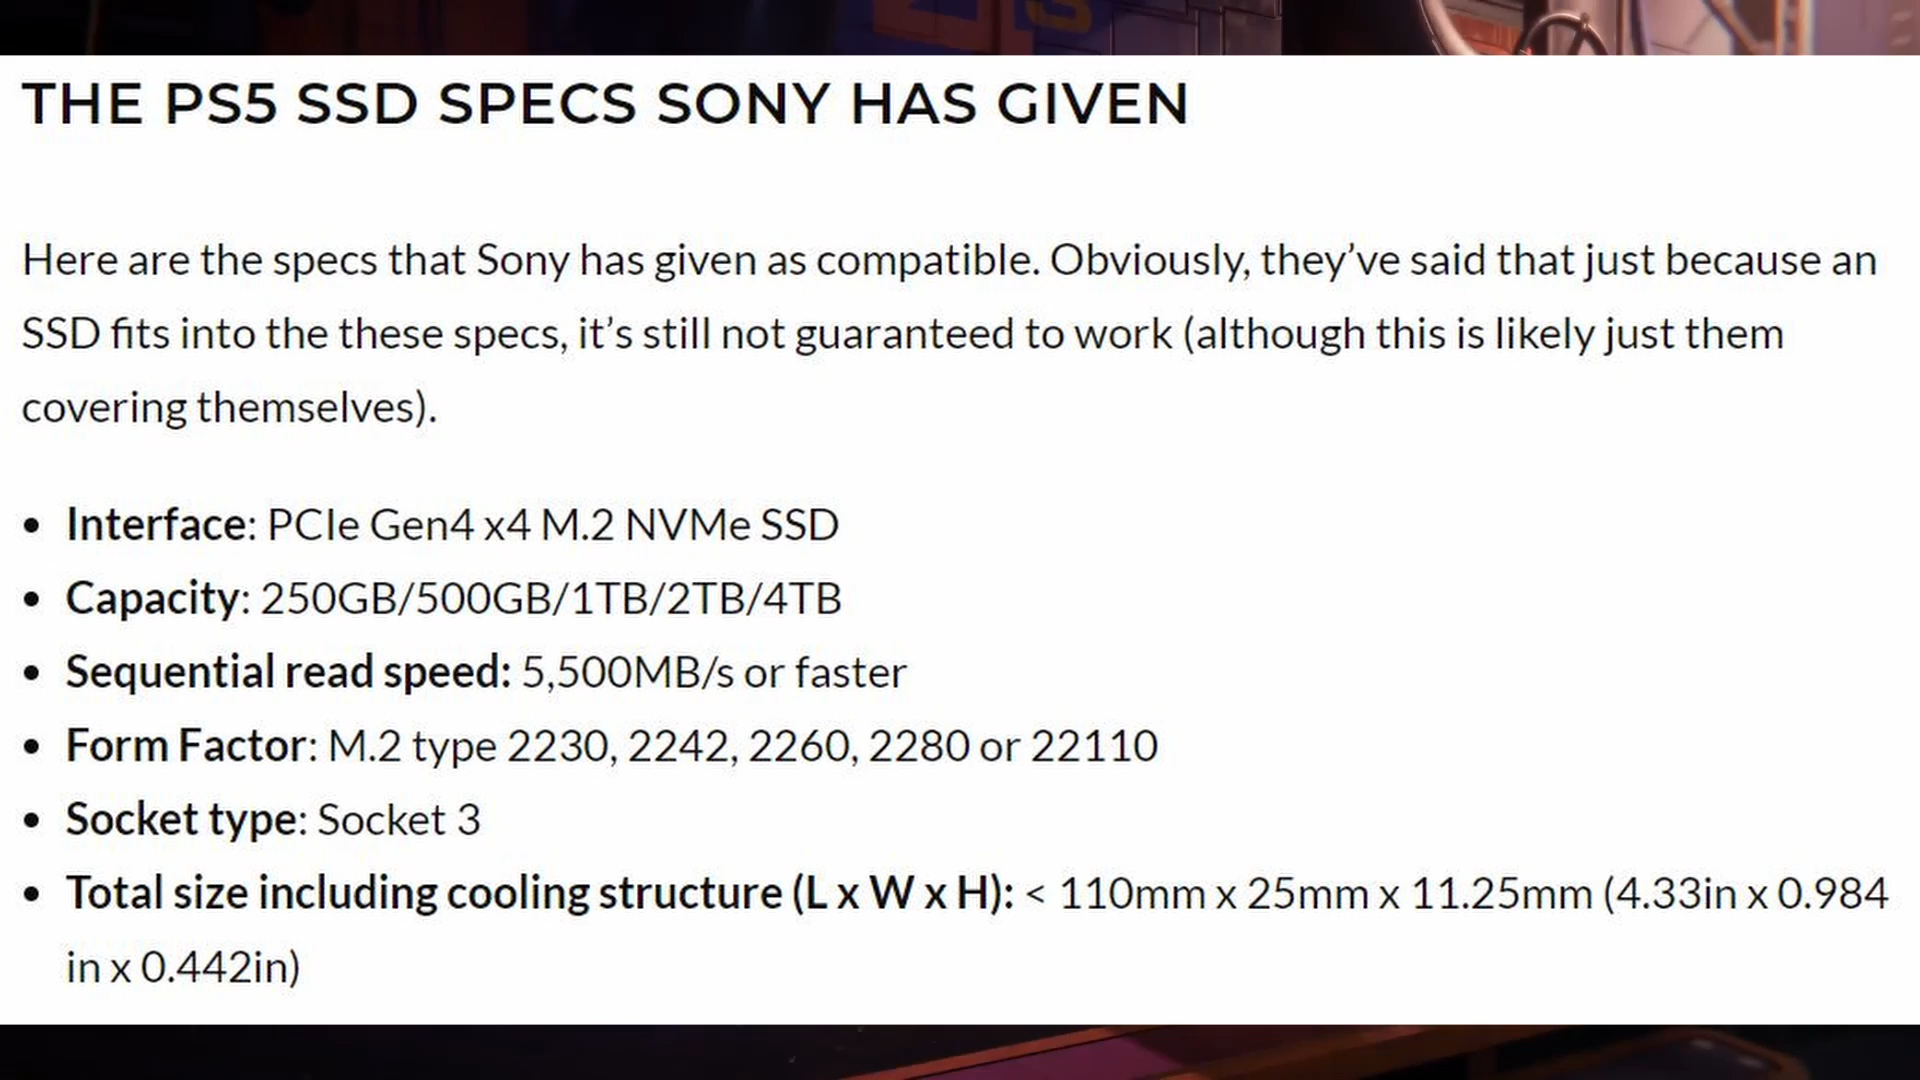 THE PS5 SSD SPECS SONY HAS GIVEN
Here are the specs that Sony has given as compatible. Obviously, they’ve said that just because an
SSD fits into the these specs, it’s still not guaranteed to work (although this is likely just them
covering themselves).
• Interface: PCIe Gen4 x4 M.2 NVMe SSD
• Capacity: 250GB/500GB/1TB/2TB/4TB
• Sequential read speed: 5,500MB/s or faster
• Form Factor: M.2 type 2230, 2242, 2260, 2280 or 22110
• Socket type: Socket 3
• Total size including cooling structure (L x W x H): < 110mm x 25mm x 11.25mm (4.33in x 0.984
in x 0.442in)